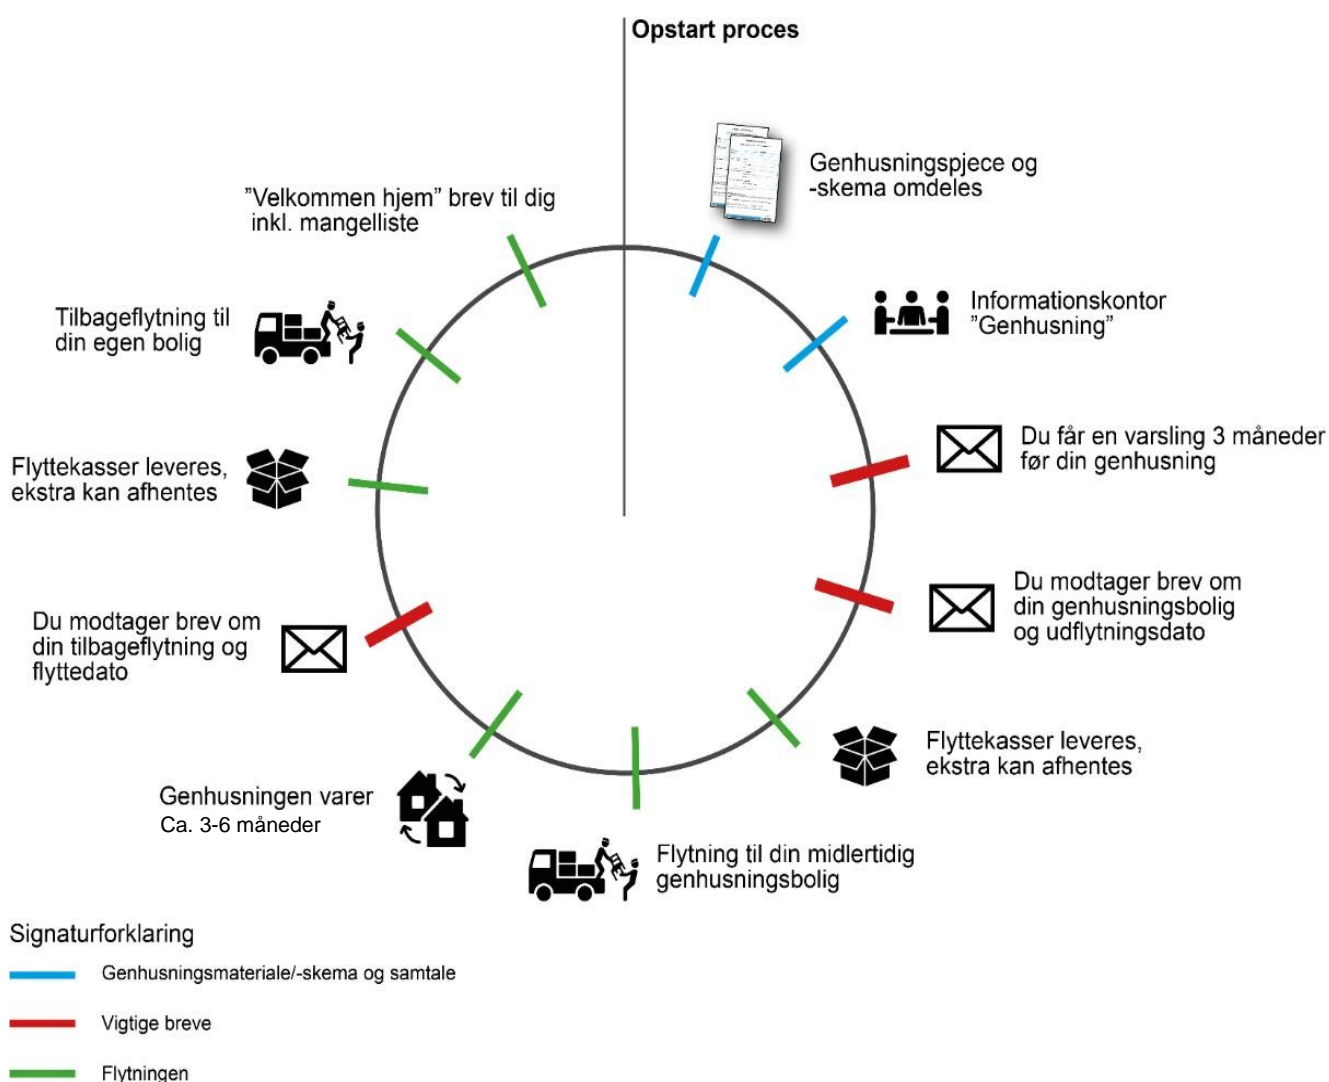 Opstart proces
Genhusningspjece og
-skema omdeles
Informationskontor
"Genhusning"
Du får en varsling 3 måneder
før din genhusning
Du modtager brev om
din genhusningsbolig
og udflytningsdato
Flyttekasser leveres,
ekstra kan afhentes
Flytning til din midlertidig
genhusningsbolig
Genhusningen varer
Ca. 3-6 måneder
Du modtager brev om
din tilbageflytning og
flyttedato
Flyttekasser leveres,
ekstra kan afhentes
Tilbageflytning til
din egen bolig
”Velkommen hjem” brev til dig
inkl. mangelliste
Signaturforklaring
Genhusningsmateriale/-skema og samtale
Vigtige breve
Flytningen